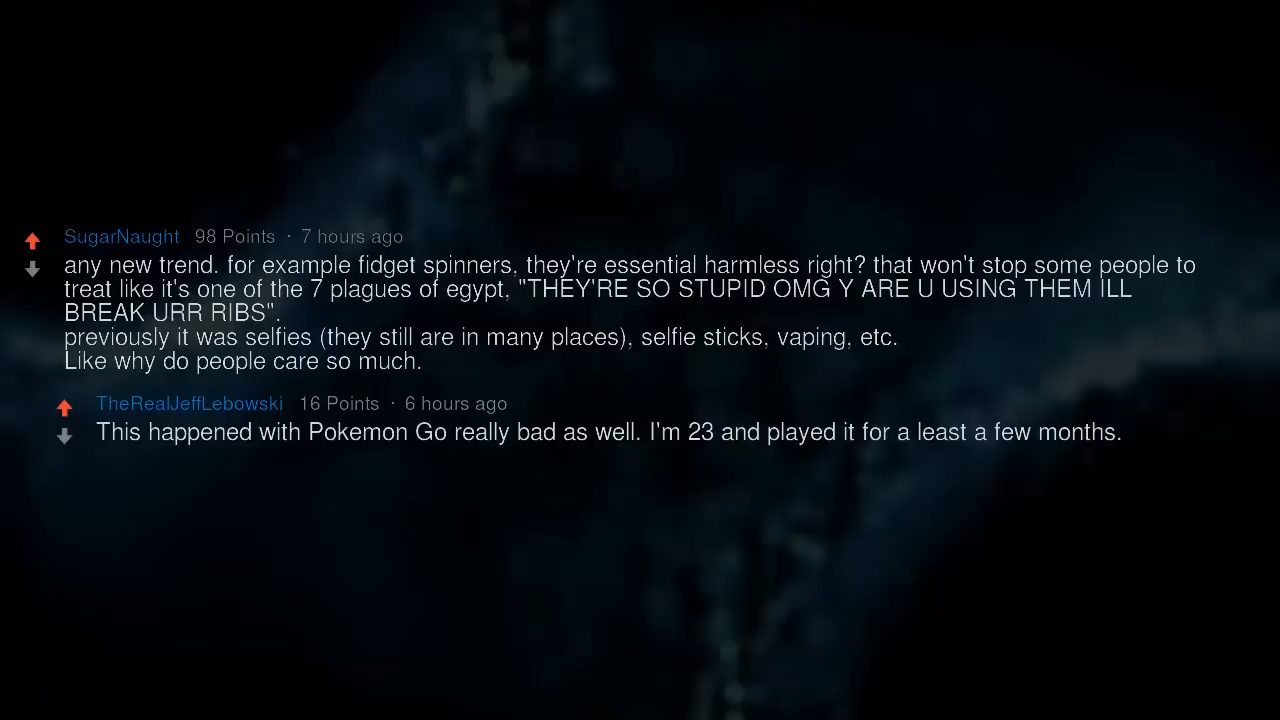 SugarNaught 98 Points · 7 hours ago
any new trend. for example fidget spinners, they're essential harmless right? that won't stop some people to
treat like it's one of the 7 plagues of egypt, "THEY'RE SO STUPID OMG Y ARE U USING THEM ILL
BREAK URR RIBS".
previously it was selfies (they still are in many places), selfie sticks, vaping, etc.
Like why do people care so much.
TheRealJeffLebowski 16 Points · 6 hours ago
This happened with Pokemon Go really bad as well. I'm 23 and played it for a least a few months.